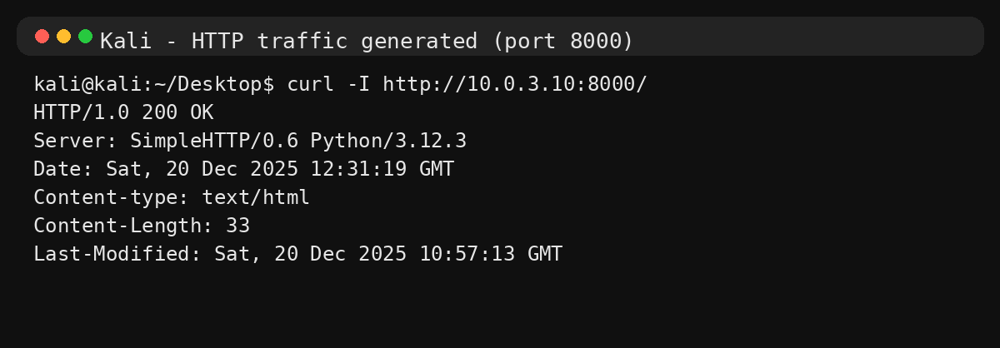 Kali - HTTP traffic generated (port 8000)
kali@kali:~/Desktop$ curl -I http://10.0.3.10:8000/
HTTP/1.0 200 OK
Server: SimpleHTTP/0.6 Python/3.12.3
Date: Sat, 20 Dec 2025 12:31:19 GMT
Content-type: text/html
Content-Length: 33
Last-Modified: Sat, 20 Dec 2025 10:57:13 GMT